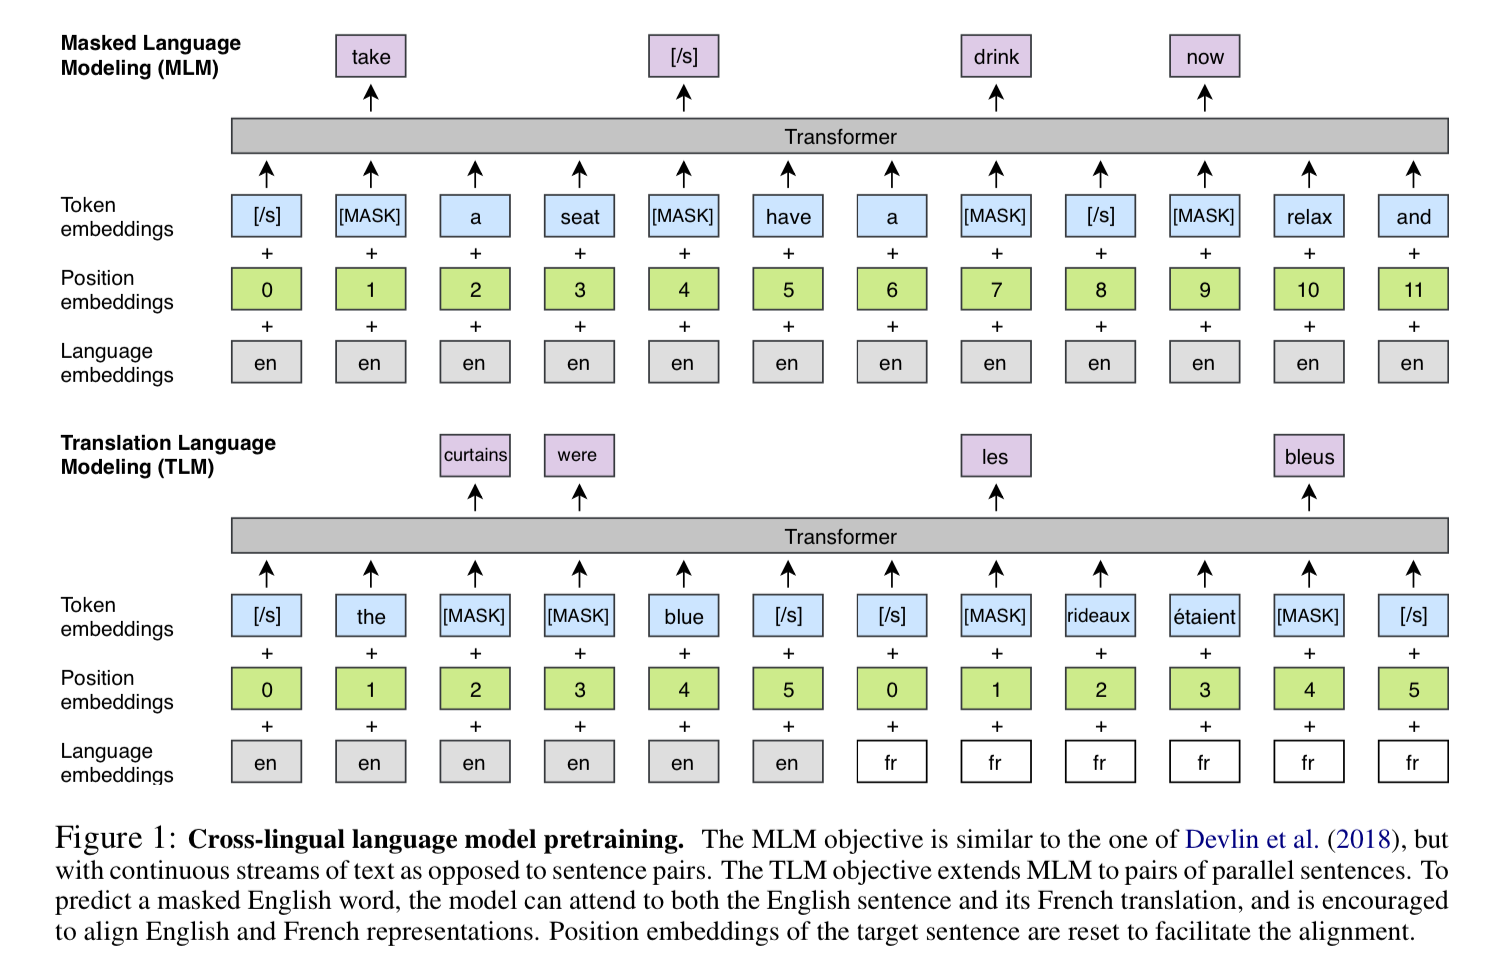 Masked Language
Modeling (MLM)
take [/s] drink now
Transformer
Token
embeddings
[/s] [MASK] a seat [MASK] have a [MASK] [/s] [MASK] relax and
+ + + + + + + + + + + +
Position
embeddings
0 1 2 3 4 5 6 7 8 9 10 11
+ + + + + + + + + + + +
Language
embeddings
en en en en en en en en en en en en
Translation Language
Modeling (TLM)
curtains were les bleus
Transformer
Token
embeddings
[/s] the [MASK] [MASK] blue [/s] [/s] [MASK] rideaux étaient [MASK] [/s]
+ + + + + + + + + + + +
Position
embeddings
0 1 2 3 4 5 0 1 2 3 4 5
+ + + + + + + + + + + +
Language
embeddings
en en en en en en fr fr fr fr fr fr
Figure 1: Cross-lingual language model pretraining. The MLM objective is similar to the one of Devlin et al. (2018), but
with continuous streams of text as opposed to sentence pairs. The TLM objective extends MLM to pairs of parallel sentences. To
predict a masked English word, the model can attend to both the English sentence and its French translation, and is encouraged
to align English and French representations. Position embeddings of the target sentence are reset to facilitate the alignment.